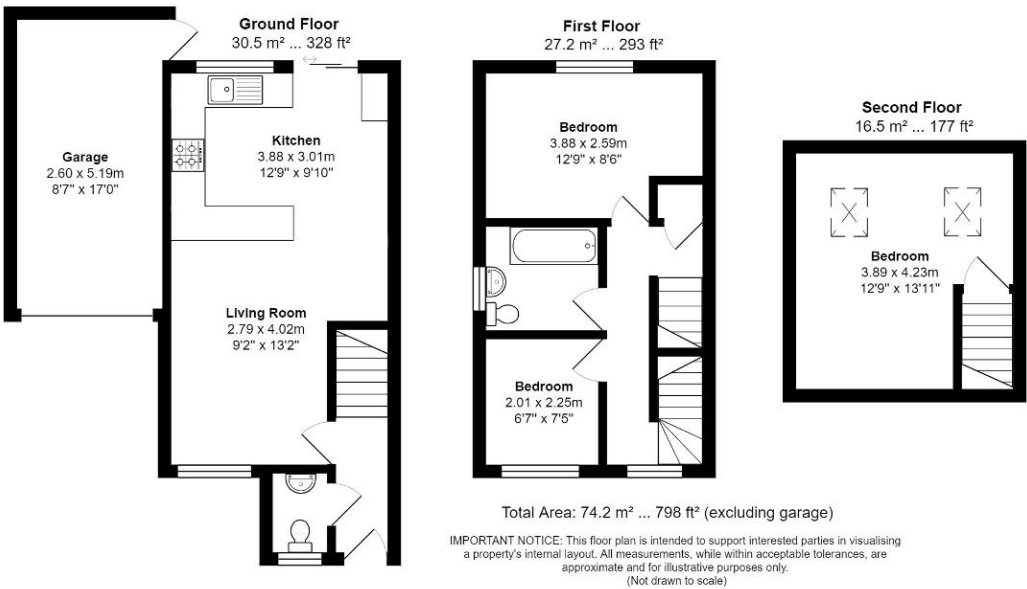 Ground Floor
30.5 m² ... 328 ft²
Garage
2.60 x 5.19m
8'7" x 17'0"
Kitchen
3.88 x 3.01m
12'9" x 9'10"
Living Room
2.79 x 4.02m
9'2" x 13'2"
First Floor
27.2 m² ... 293 ft²
Bedroom
3.88 x 2.59m
12'9" x 8'6"
Bedroom
2.01 x 2.25m
6'7" x 7'5"
Second Floor
16.5 m² ... 177 ft²
Bedroom
3.89 x 4.23m
12'9" x 13'11"
Total Area: 74.2 m² ... 798 ft² (excluding garage)
IMPORTANT NOTICE: This floor plan is intended to support interested parties in visualising
a property's internal layout. All measurements, while within acceptable tolerances, are
approximate and for illustrative purposes only.
(Not drawn to scale)